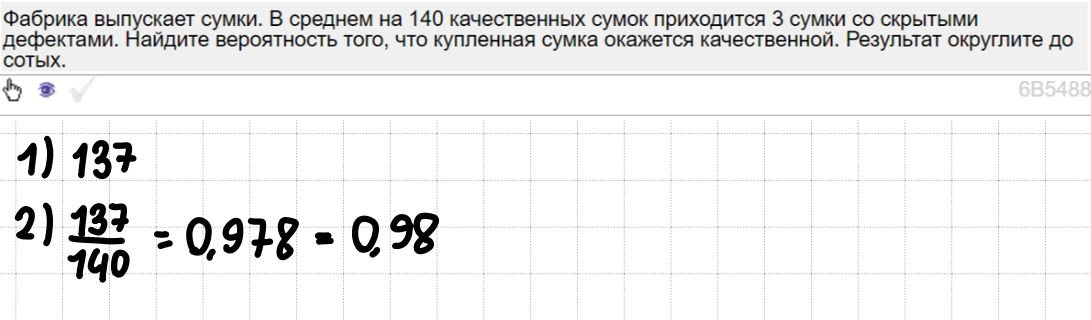 Фабрика выпускает сумки. В среднем на 140 качественных сумок приходится 3 сумки со скрытыми
дефектами. Найдите вероятность того, что купленная сумка окажется качественной. Результат округлите до
сотых.
6B5488
1) 137
2) 137/140 = 0,978 = 0,98